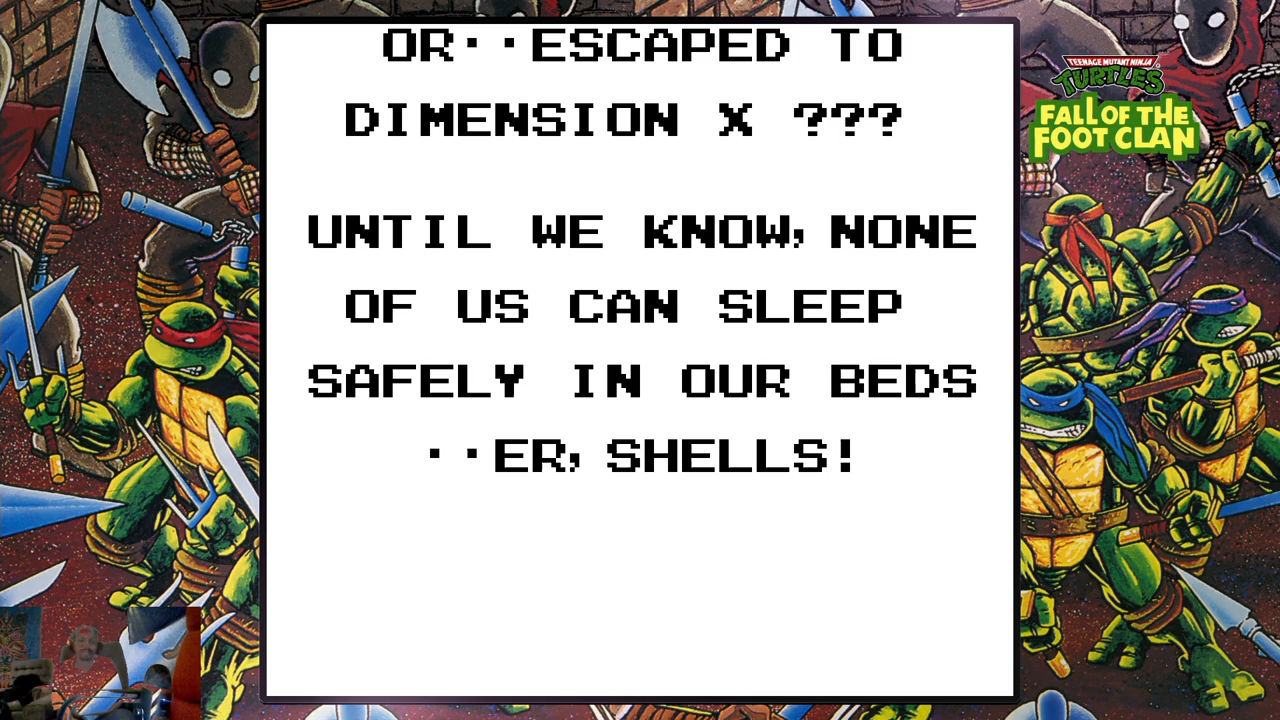 OR··ESCAPED TO
DIMENSION X ???
UNTIL WE KNOW, NONE
OF US CAN SLEEP
SAFELY IN OUR BEDS
··ER, SHELLS!
TEENAGE MUTANT NINJA
TURTLES
FALL OF THE
FOOT CLAN